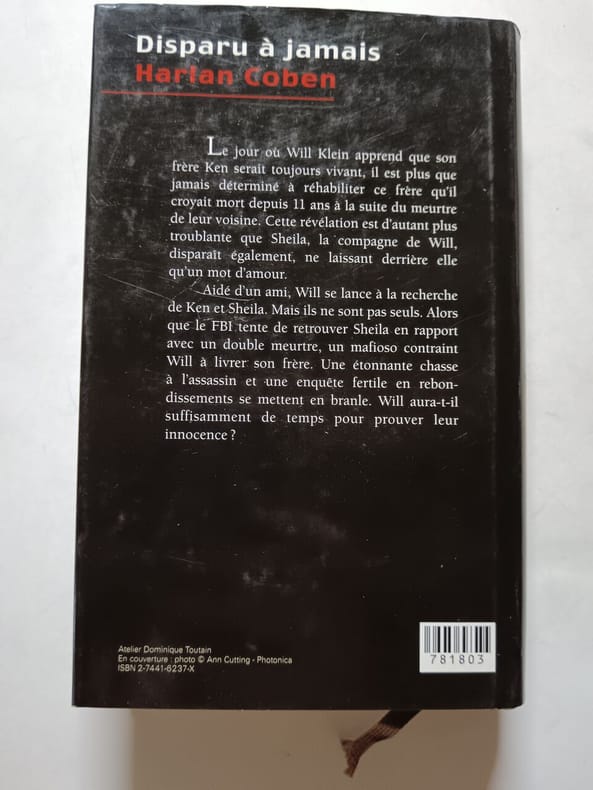 Disparu à jamais
Harlan Coben
Le jour où Will Klein apprend que son
frère Ken serait toujours vivant, il est plus que
jamais déterminé à réhabiliter ce frère qu'il
croyait mort depuis 11 ans à la suite du meurtre
de leur voisine. Cette révélation est d'autant plus
troublante que Sheila, la compagne de Will,
disparaît également, ne laissant derrière elle
qu'un mot d'amour.
Aidé d'un ami, Will se lance à la recherche
de Ken et Sheila. Mais ils ne sont pas seuls. Alors
que le FBI tente de retrouver Sheila en rapport
avec un double meurtre, un mafioso contraint
Will à livrer son frère. Une étonnante chasse
à l'assassin et une enquête fertile en rebon-
dissements se mettent en branle. Will aura-t-il
suffisamment de temps pour prouver leur
innocence ?
Atelier Dominique Toutain
En couverture : photo © Ann Cutting - Photonica
ISBN 2-7441-6237-X
781803